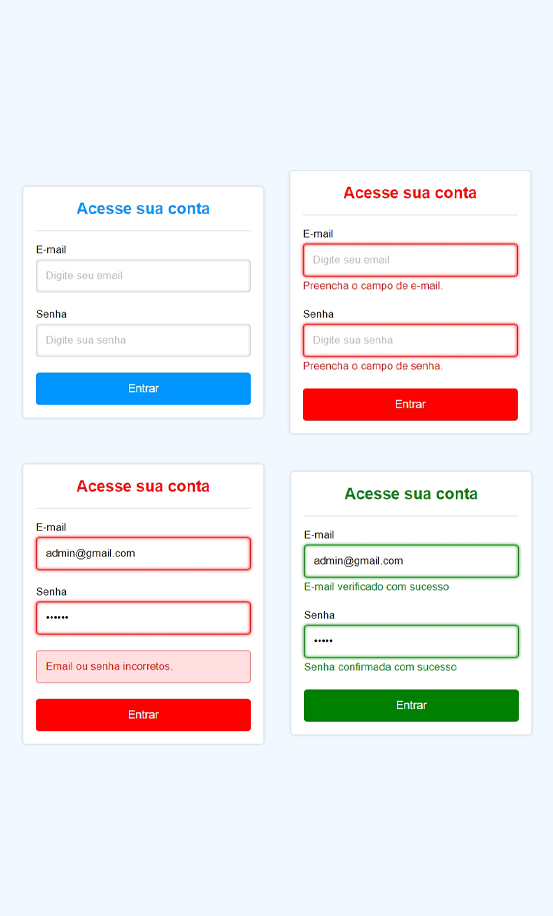 Acesse sua conta
E-mail
Digite seu email
Senha
Digite sua senha
Entrar
Acesse sua conta
E-mail
Digite seu email
Preencha o campo de e-mail.
Senha
Digite sua senha
Preencha o campo de senha.
Entrar
Acesse sua conta
E-mail
admin@gmail.com
Senha
••••••
Email ou senha incorretos.
Entrar
Acesse sua conta
E-mail
admin@gmail.com
E-mail verificado com sucesso
Senha
•••••
Senha confirmada com sucesso
Entrar